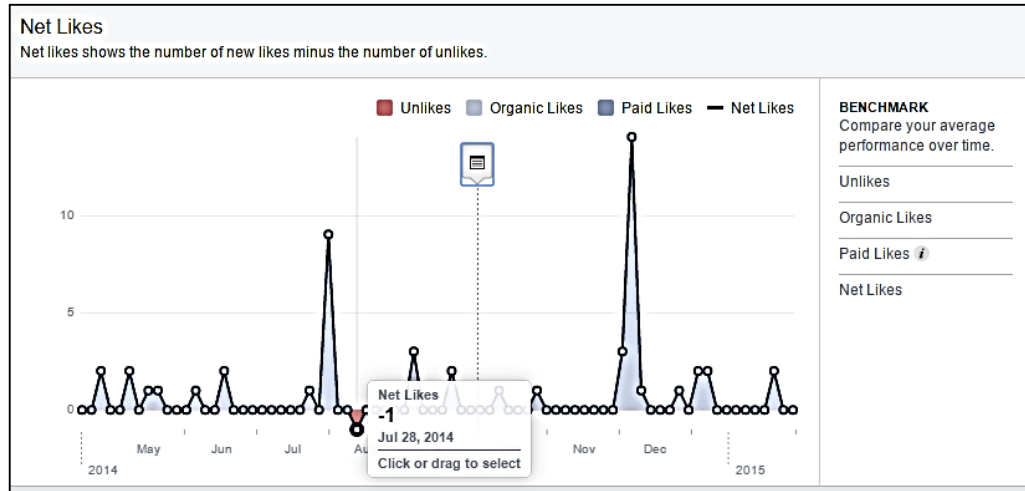 Net Likes
Net likes shows the number of new likes minus the number of unlikes.
Unlikes Organic Likes Paid Likes Net Likes
10
5
0
Net Likes
-1
Jul 28, 2014
Click or drag to select
May Jun Jul Nov Dec
2014 2015
BENCHMARK
Compare your average
performance over time.
Unlikes
Organic Likes
Paid Likes i
Net Likes